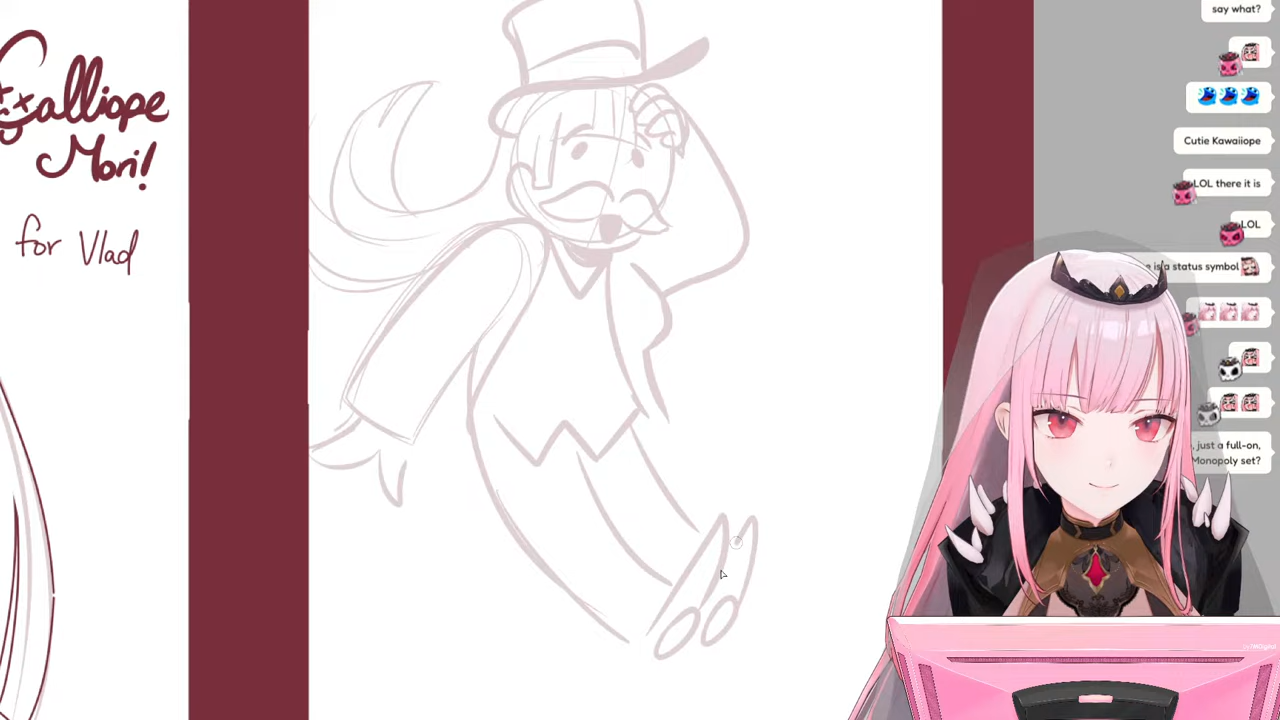 Calliope
Mori!
for Vlad
say what?
Cutie Kawaiiope
LOL there it is
LOL
is a status symbol
just a full-on,
Monopoly set?